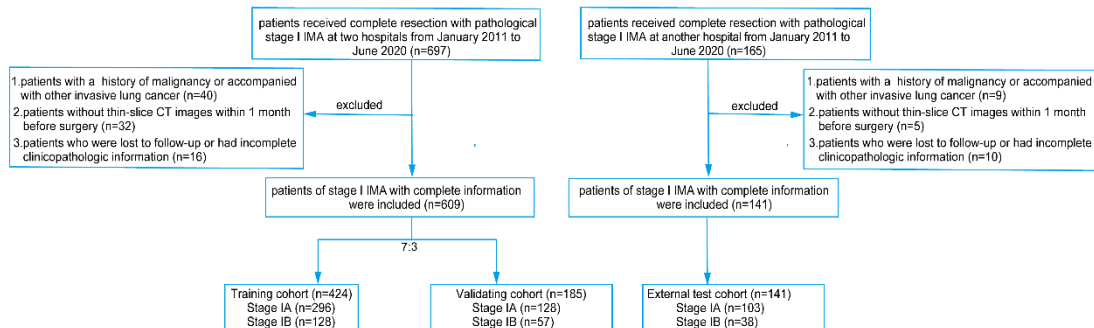 patients received complete resection with pathological
stage I IMA at two hospitals from January 2011 to
June 2020 (n=697)
patients received complete resection with pathological
stage I IMA at another hospital from January 2011 to
June 2020 (n=165)
1.patients with a history of malignancy or accompanied
with other invasive lung cancer (n=40)
2.patients without thin-slice CT images within 1 month
before surgery (n=32)
3.patients who were lost to follow-up or had incomplete
clinicopathologic information (n=16)
excluded
excluded
1.patients with a history of malignancy or accompanied
with other invasive lung cancer (n=9)
2.patients without thin-slice CT images within 1 month
before surgery (n=5)
3.patients who were lost to follow-up or had incomplete
clinicopathologic information (n=10)
patients of stage I IMA with complete information
were included (n=609)
patients of stage I IMA with complete information
were included (n=141)
7:3
Training cohort (n=424)
Stage IA (n=296)
Stage IB (n=128)
Validating cohort (n=185)
Stage IA (n=128)
Stage IB (n=57)
External test cohort (n=141)
Stage IA (n=103)
Stage IB (n=38)